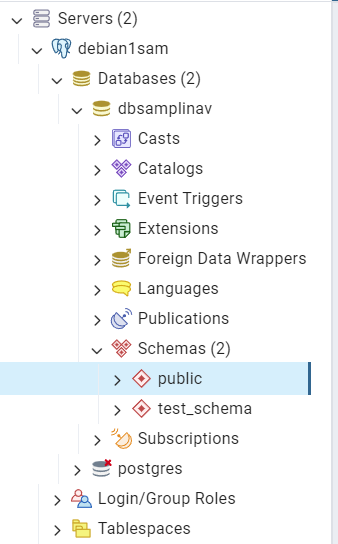 Servers (2)
debian1sam
Databases (2)
dbsamplinav
Casts
Catalogs
Event Triggers
Extensions
Foreign Data Wrappers
Languages
Publications
Schemas (2)
public
test_schema
Subscriptions
postgres
Login/Group Roles
Tablespaces